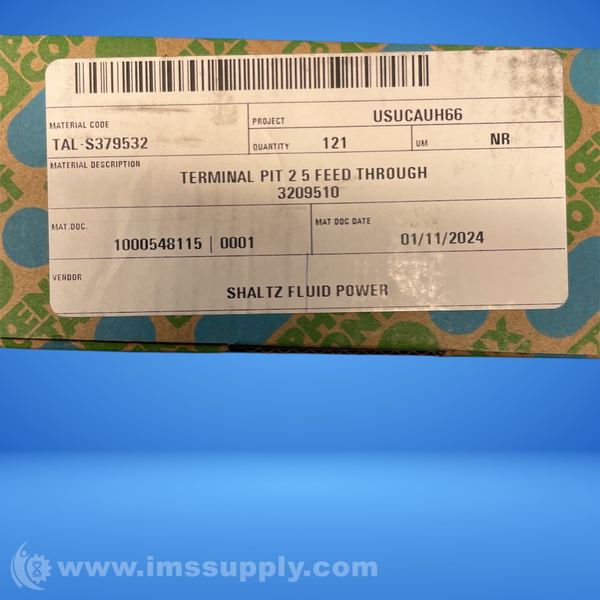 MATERIAL CODE
TAL-S379532
PROJECT
USUCAUH66
QUANTITY 121
UM NR
MATERIAL DESCRIPTION
TERMINAL PIT 2 5 FEED THROUGH
3209510
MAT.DOC.
1000548115 | 0001
MAT DOC DATE
01/11/2024
VENDOR
SHALTZ FLUID POWER
www.imssupply.com